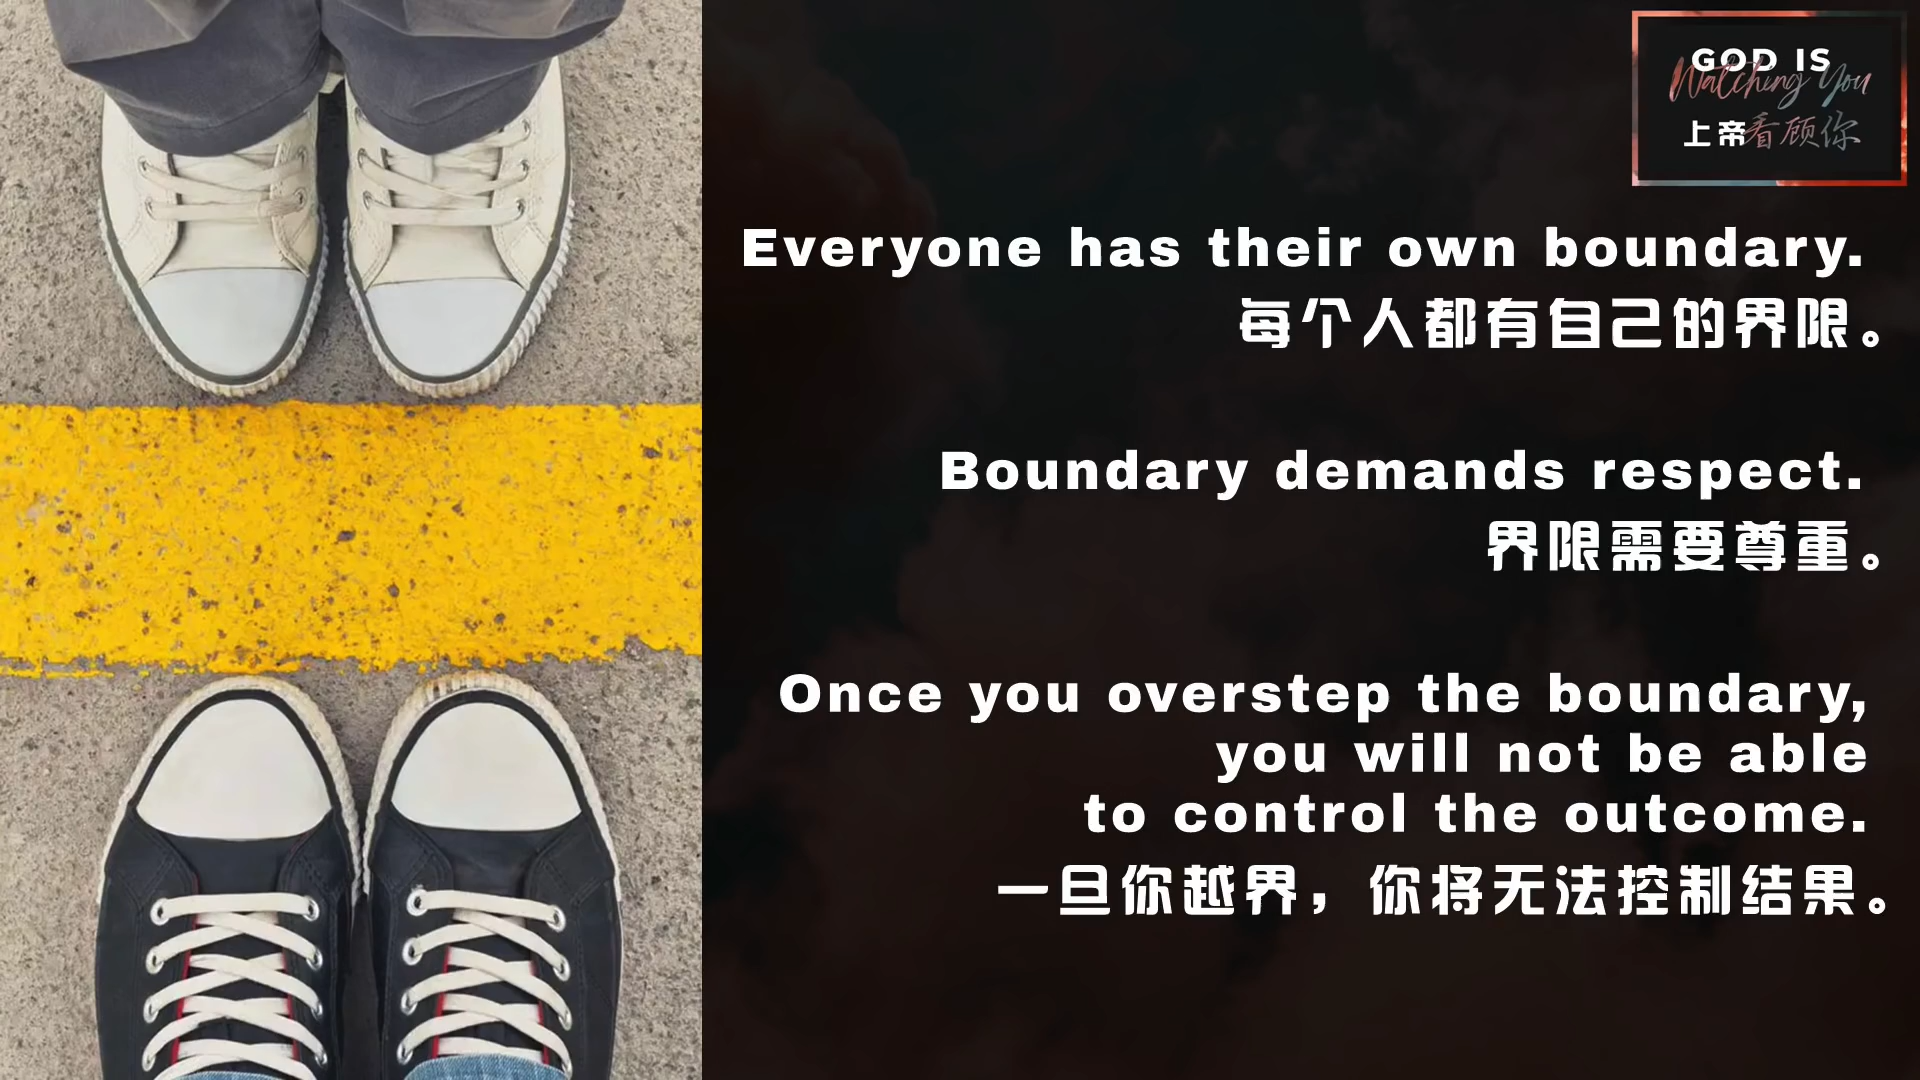 GOD IS
Watching You
上帝看顾你
Everyone has their own boundary.
每个人都有自己的界限。
Boundary demands respect.
界限需要尊重。
Once you overstep the boundary,
you will not be able
to control the outcome.
一旦你越界，你将无法控制结果。